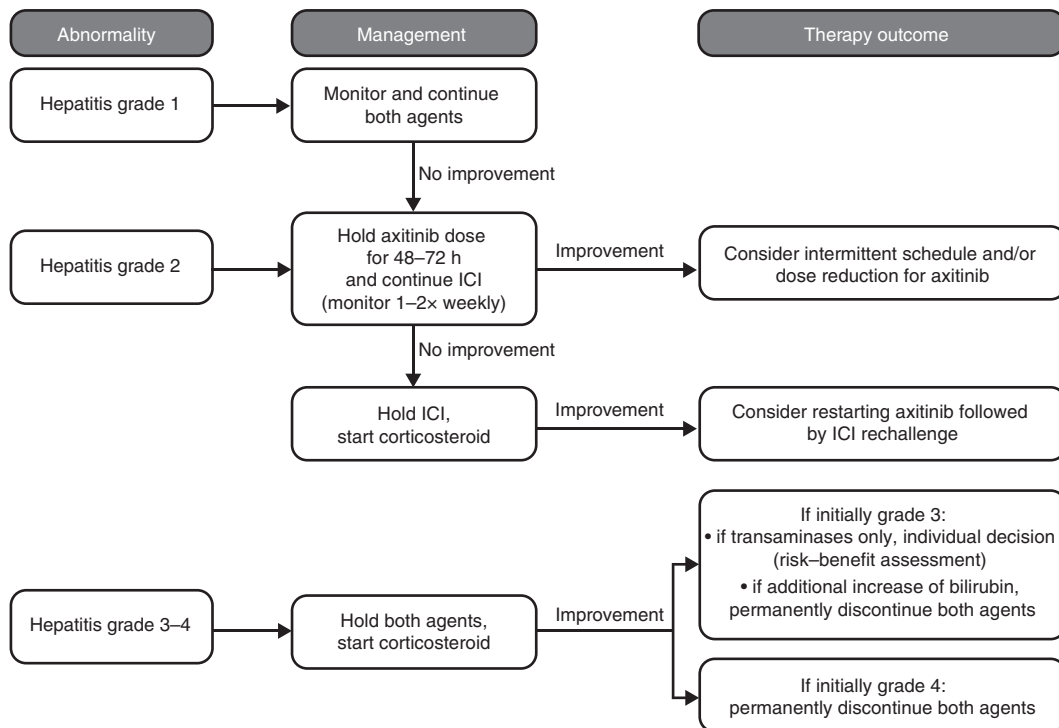 Abnormality
Management
Therapy outcome
Hepatitis grade 1
Monitor and continue
both agents
No improvement
Hepatitis grade 2
Hold axitinib dose
for 48–72 h
and continue ICI
(monitor 1–2× weekly)
Improvement
Consider intermittent schedule and/or
dose reduction for axitinib
No improvement
Hold ICI,
start corticosteroid
Improvement
Consider restarting axitinib followed
by ICI rechallenge
Hepatitis grade 3–4
Hold both agents,
start corticosteroid
Improvement
If initially grade 3:
• if transaminases only, individual decision
(risk–benefit assessment)
• if additional increase of bilirubin,
permanently discontinue both agents
If initially grade 4:
permanently discontinue both agents